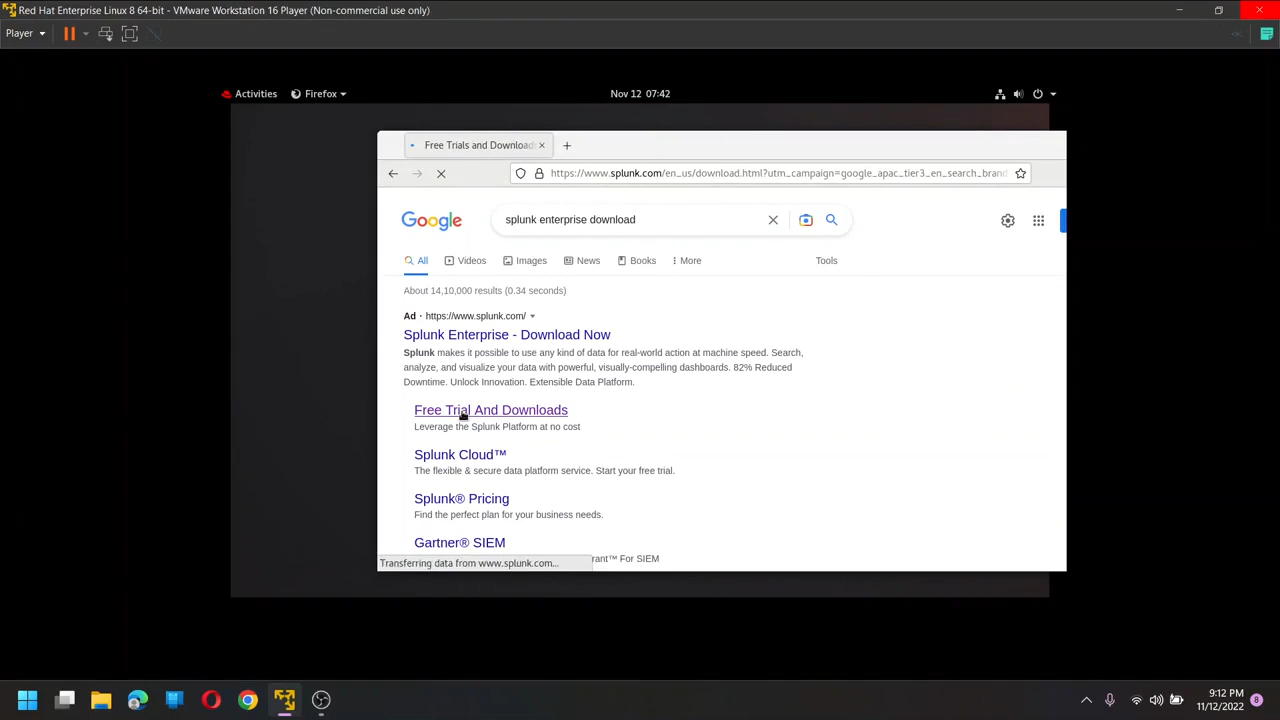 Red Hat Enterprise Linux 8 64-bit - VMware Workstation 16 Player (Non-commercial use only)
Player
Activities Firefox Nov 12 07:42
Free Trials and Download
https://www.splunk.com/en_us/download.html?utm_campaign=google_apac_tier3_en_search_brand
Google splunk enterprise download
All Videos Images News Books More Tools
About 14,10,000 results (0.34 seconds)
Ad · https://www.splunk.com/
Splunk Enterprise - Download Now
Splunk makes it possible to use any kind of data for real-world action at machine speed. Search,
analyze, and visualize your data with powerful, visually-compelling dashboards. 82% Reduced
Downtime. Unlock Innovation. Extensible Data Platform.
Free Trial And Downloads
Leverage the Splunk Platform at no cost
Splunk Cloud™
The flexible & secure data platform service. Start your free trial.
Splunk® Pricing
Find the perfect plan for your business needs.
Gartner® SIEM
rant™ For SIEM
Transferring data from www.splunk.com...
9:12 PM
11/12/2022
8